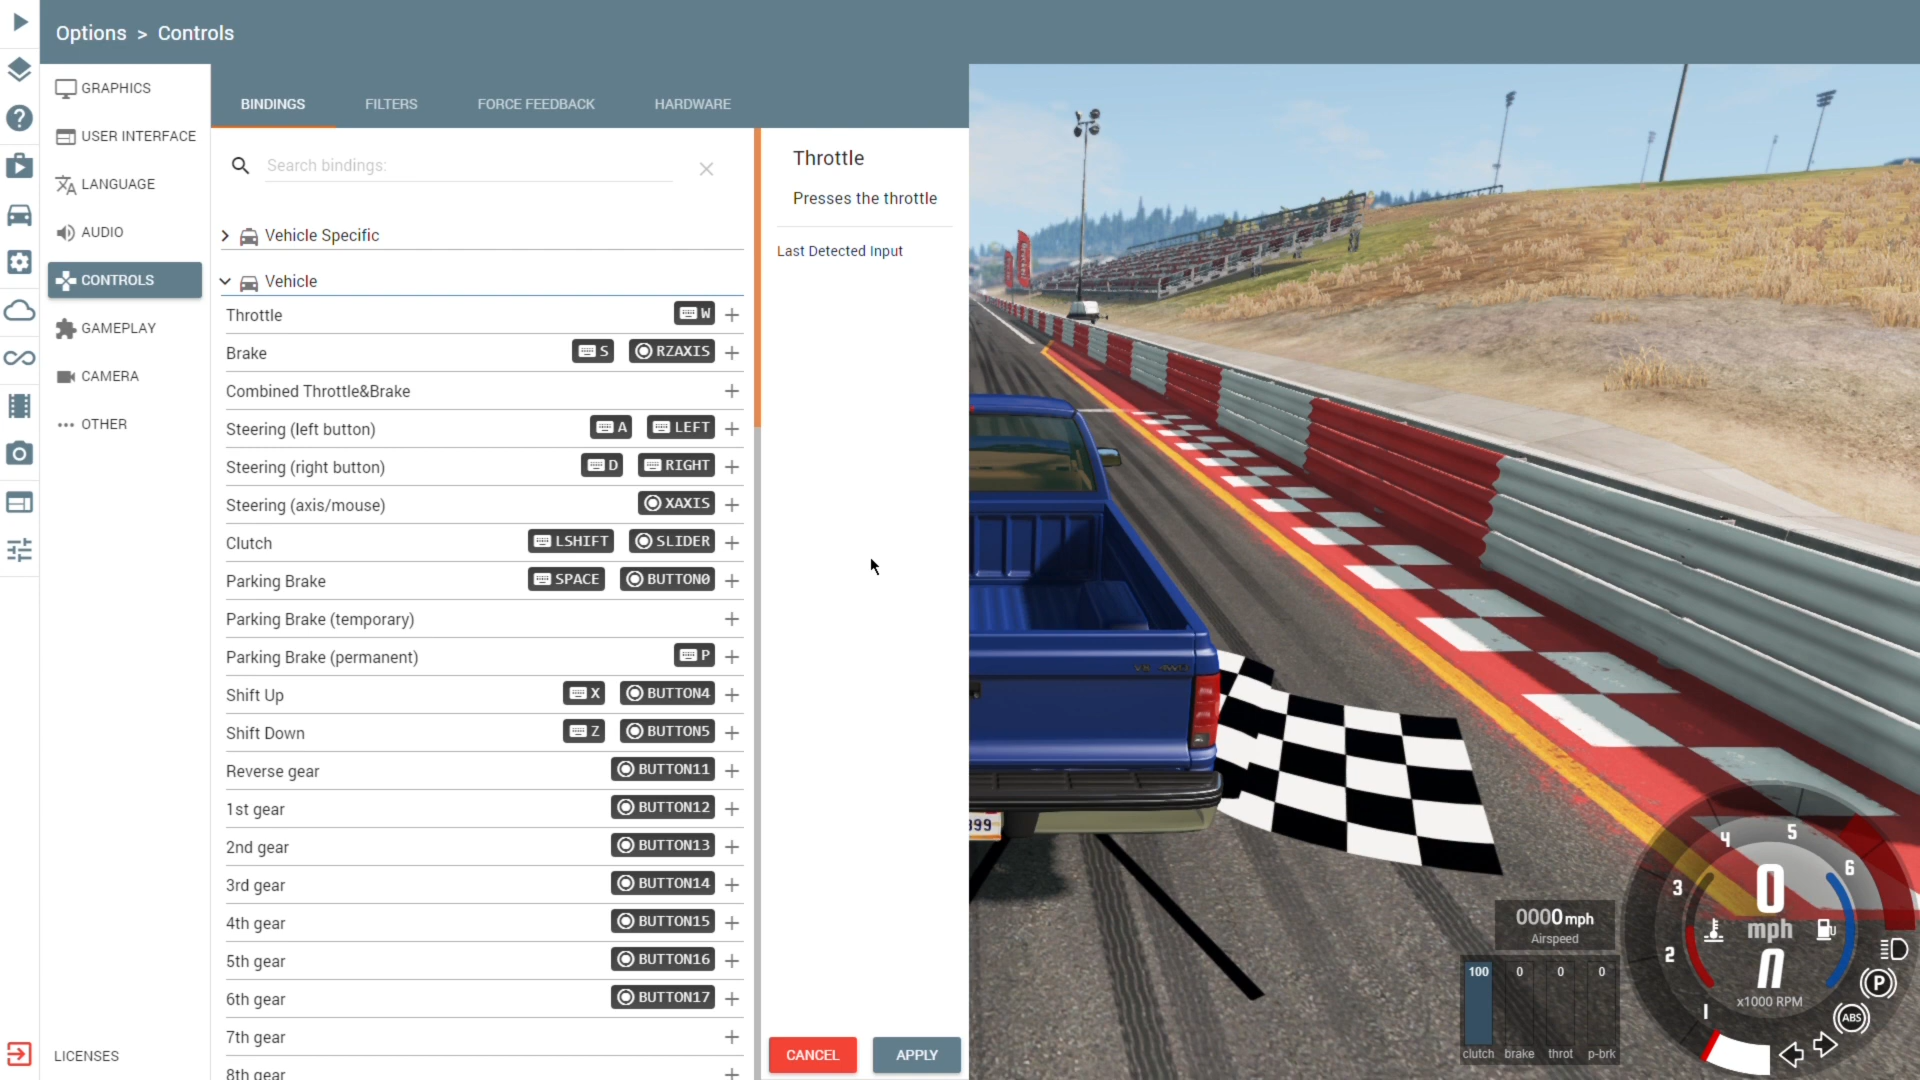 Options > Controls
GRAPHICS
USER INTERFACE
LANGUAGE
AUDIO
CONTROLS
GAMEPLAY
CAMERA
OTHER
LICENSES
BINDINGS FILTERS FORCE FEEDBACK HARDWARE
Search bindings:
Vehicle Specific
Vehicle
Throttle W
Brake S RZAXIS
Combined Throttle&Brake
Steering (left button) A LEFT
Steering (right button) D RIGHT
Steering (axis/mouse) XAXIS
Clutch LSHIFT SLIDER
Parking Brake SPACE BUTTON0
Parking Brake (temporary)
Parking Brake (permanent) P
Shift Up X BUTTON4
Shift Down Z BUTTON5
Reverse gear BUTTON11
1st gear BUTTON12
2nd gear BUTTON13
3rd gear BUTTON14
4th gear BUTTON15
5th gear BUTTON16
6th gear BUTTON17
7th gear
8th gear
Throttle
Presses the throttle
Last Detected Input
CANCEL APPLY
399
0000 mph
Airspeed
100 0 0 0
clutch brake throt p-brk
1 2 3 4 5 6
0
mph
n
x1000 RPM
P
ABS